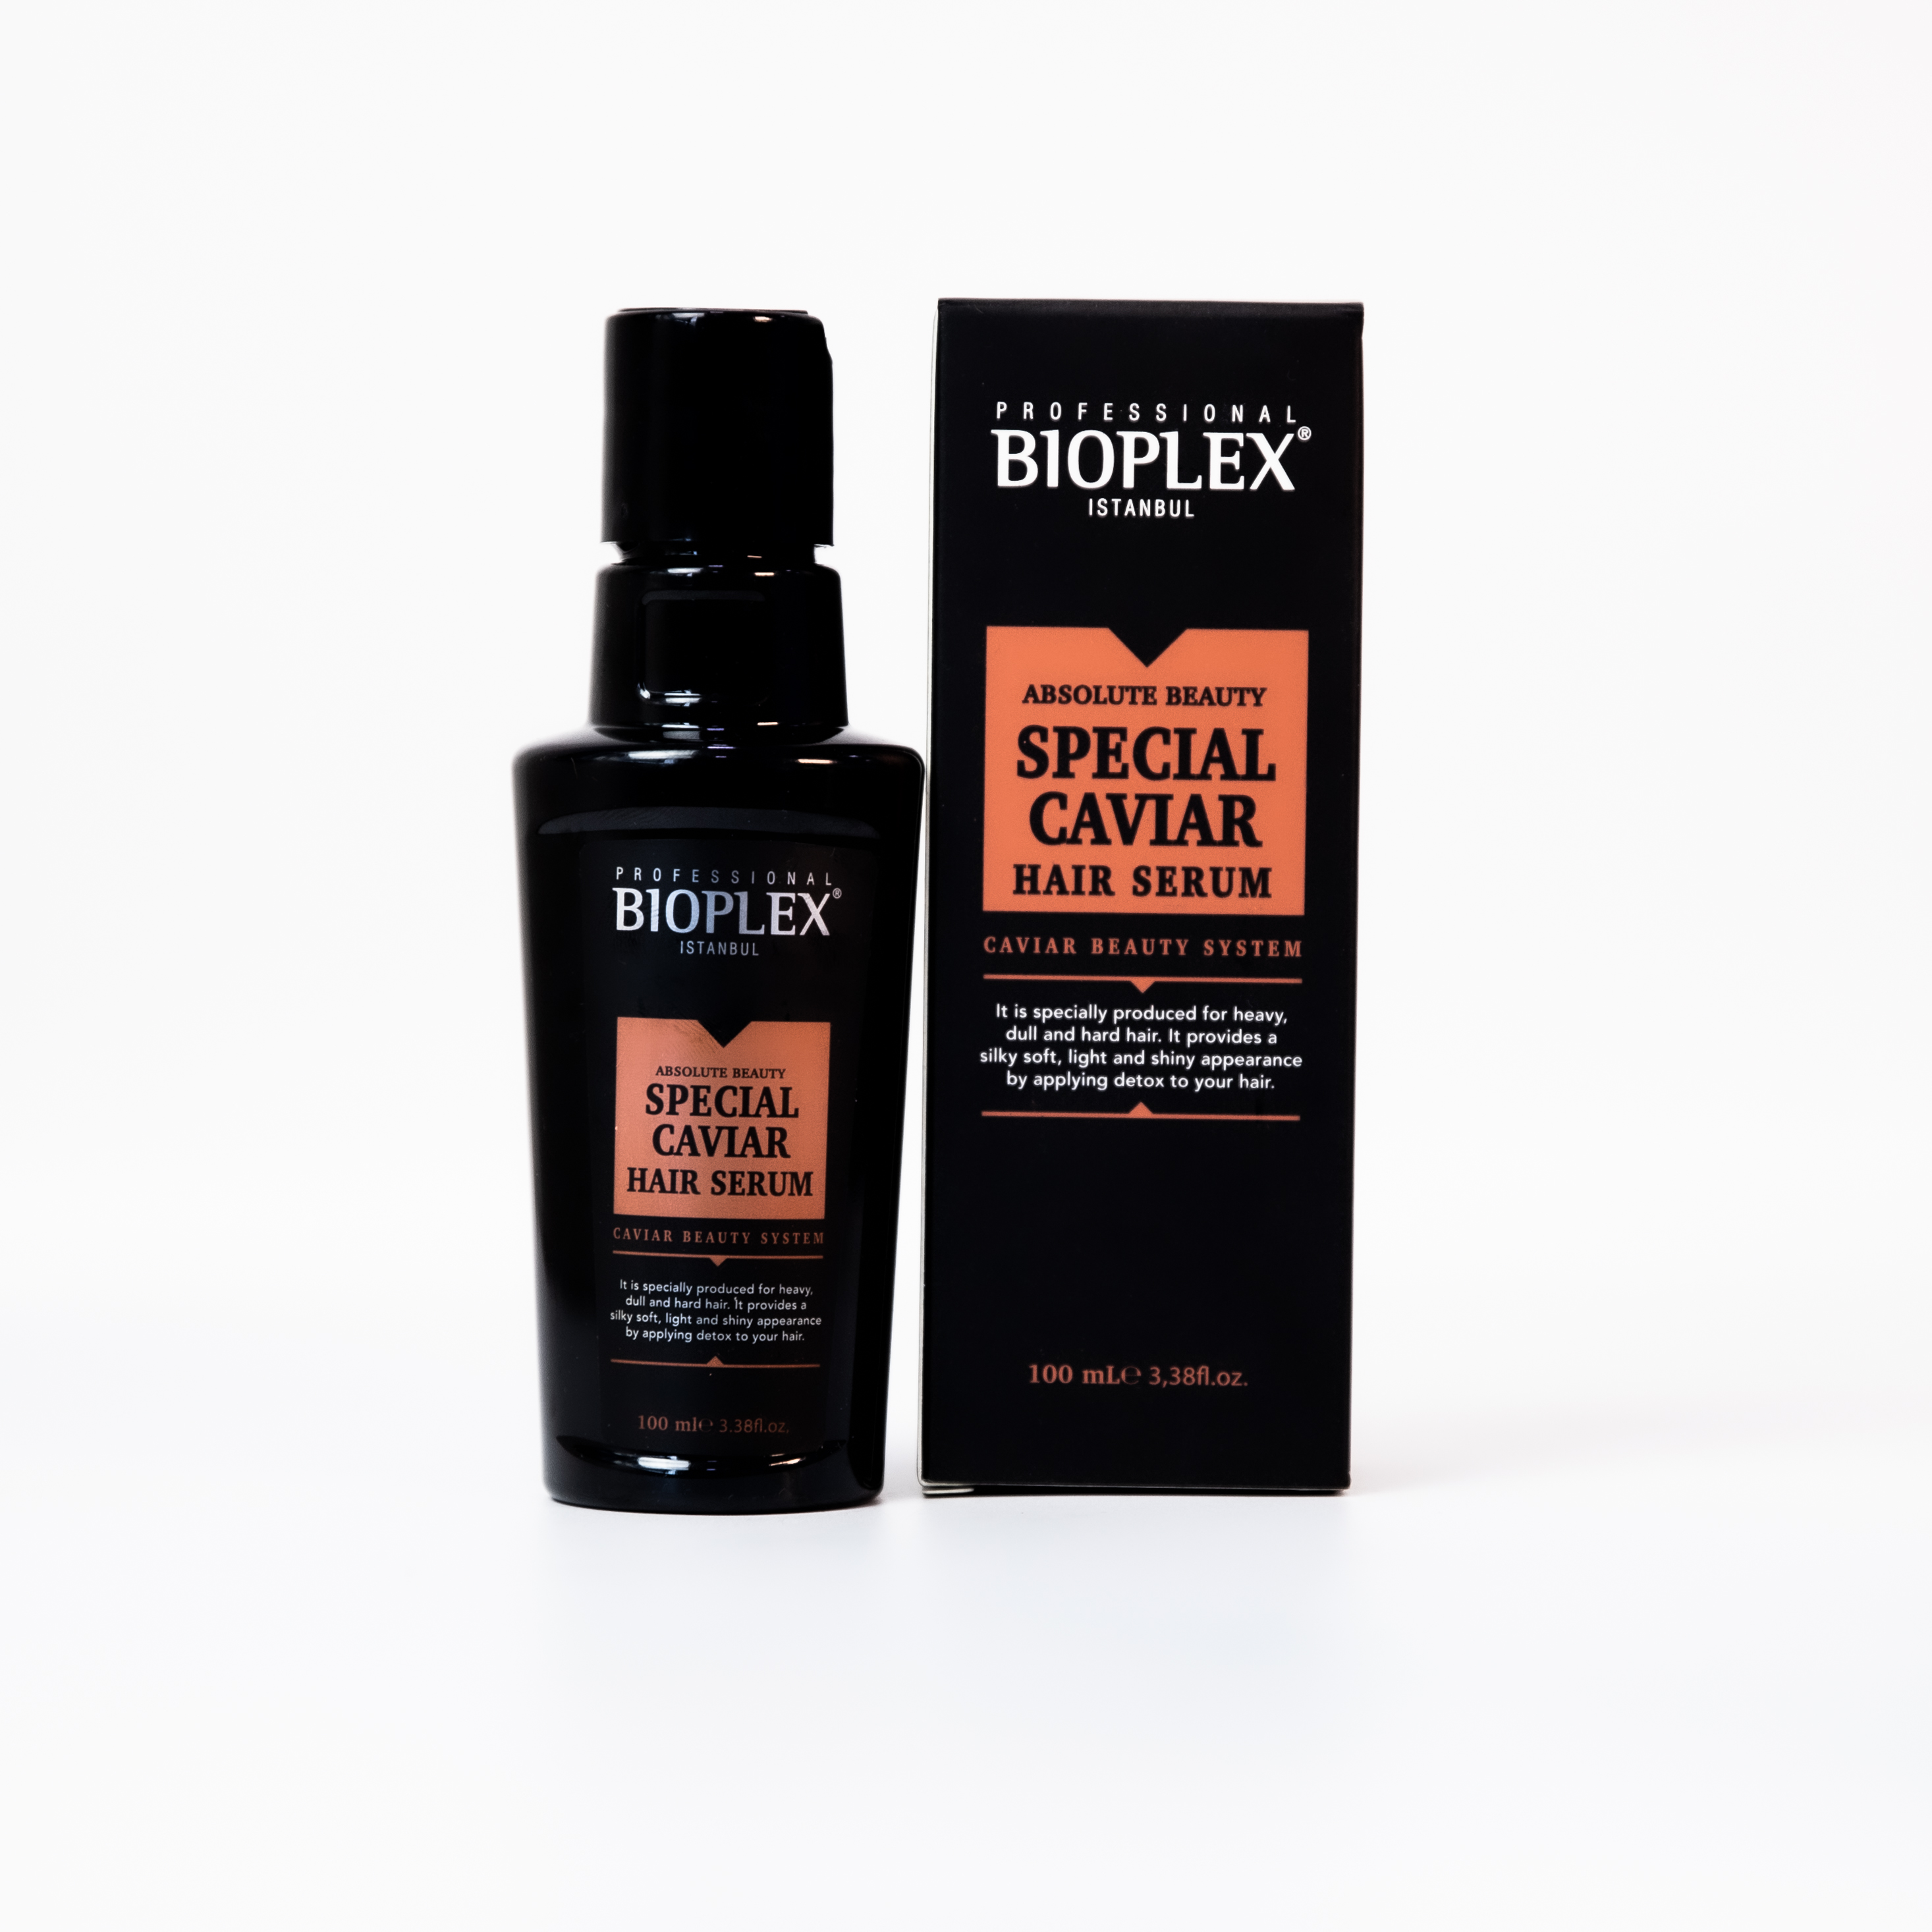 PROFESSIONAL
BIOPLEX®
ISTANBUL
ABSOLUTE BEAUTY
SPECIAL
CAVIAR
HAIR SERUM
CAVIAR BEAUTY SYSTEM
It is specially produced for heavy,
dull and hard hair. It provides a
silky soft, light and shiny appearance
by applying detox to your hair.
100 ml℮ 3.38fl.oz.
PROFESSIONAL
BIOPLEX®
ISTANBUL
ABSOLUTE BEAUTY
SPECIAL
CAVIAR
HAIR SERUM
CAVIAR BEAUTY SYSTEM
It is specially produced for heavy,
dull and hard hair. It provides a
silky soft, light and shiny appearance
by applying detox to your hair.
100 mL℮ 3,38fl.oz.